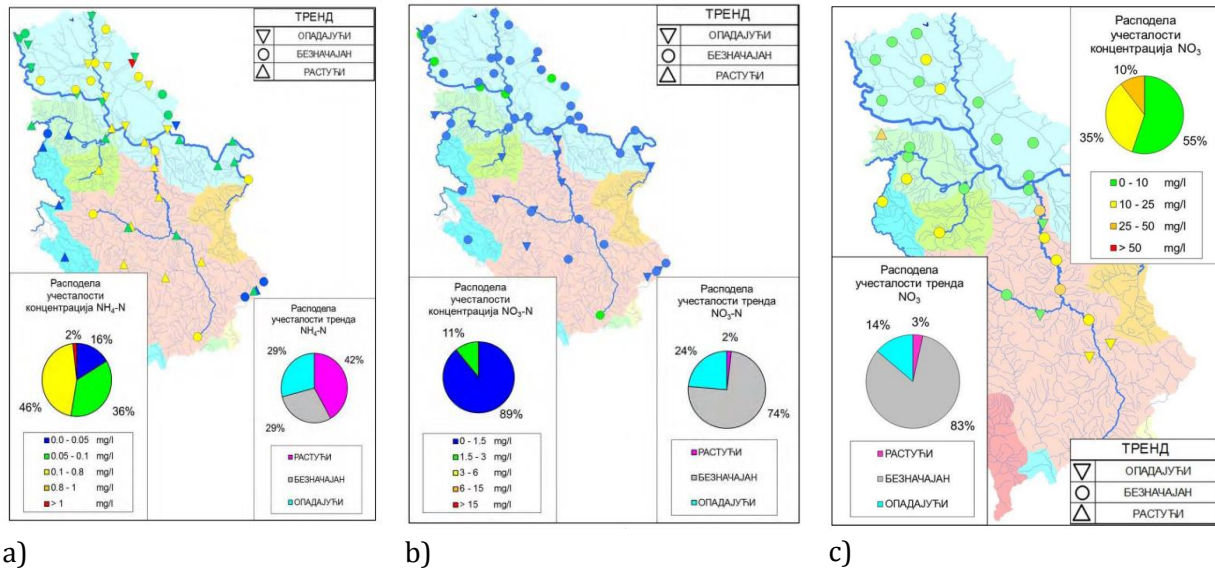 ТРЕНД
ОПАДАЈУЋИ
БЕЗНАЧАЈАН
РАСТУЋИ
Расподела
учесталости
концентрација NH₄-N
2%
16%
46%
36%
0.0 - 0.05 mg/l
0.05 - 0.1 mg/l
0.1 - 0.8 mg/l
0.8 - 1 mg/l
> 1 mg/l
Расподела
учесталости тренда
NH₄-N
29%
42%
29%
РАСТУЋИ
БЕЗНАЧАЈАН
ОПАДАЈУЋИ
a)
ТРЕНД
ОПАДАЈУЋИ
БЕЗНАЧАЈАН
РАСТУЋИ
Расподела
учесталости
концентрација NO₃-N
11%
89%
0 - 1.5 mg/l
1.5 - 3 mg/l
3 - 6 mg/l
6 - 15 mg/l
> 15 mg/l
Расподела
учесталости тренда
NO₃-N
2%
24%
74%
РАСТУЋИ
БЕЗНАЧАЈАН
ОПАДАЈУЋИ
b)
Расподела
учесталости
концентрација NO₃
10%
35%
55%
0 - 10 mg/l
10 - 25 mg/l
25 - 50 mg/l
> 50 mg/l
Расподела
учесталости тренда
NO₃
14%
3%
83%
РАСТУЋИ
БЕЗНАЧАЈАН
ОПАДАЈУЋИ
ТРЕНД
ОПАДАЈУЋИ
БЕЗНАЧАЈАН
РАСТУЋИ
c)